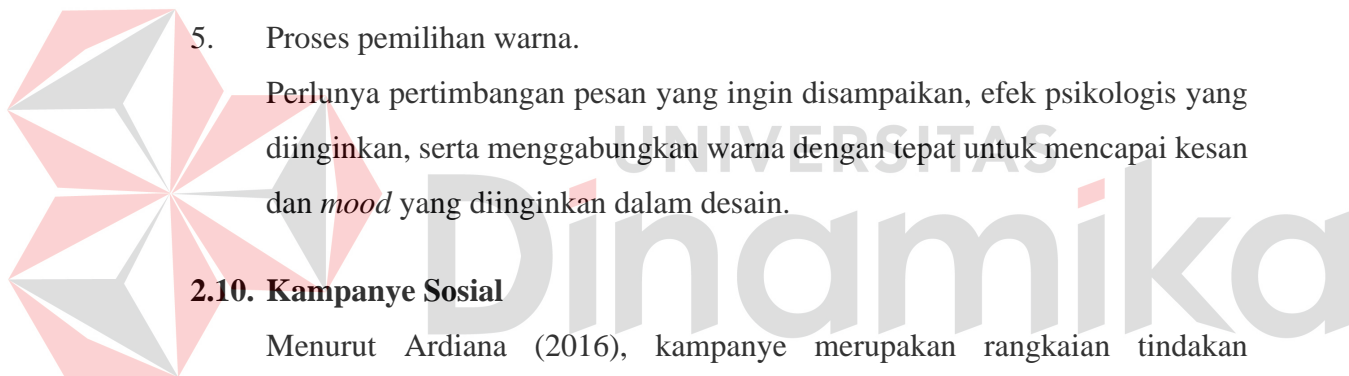 5. Proses pemilihan warna.
Perlunya pertimbangan pesan yang ingin disampaikan, efek psikologis yang
diinginkan, serta menggabungkan warna dengan tepat untuk mencapai kesan
dan mood yang diinginkan dalam desain.
UNIVERSITAS
Dinamika
2.10. Kampanye Sosial
Menurut Ardiana (2016), kampanye merupakan rangkaian tindakan